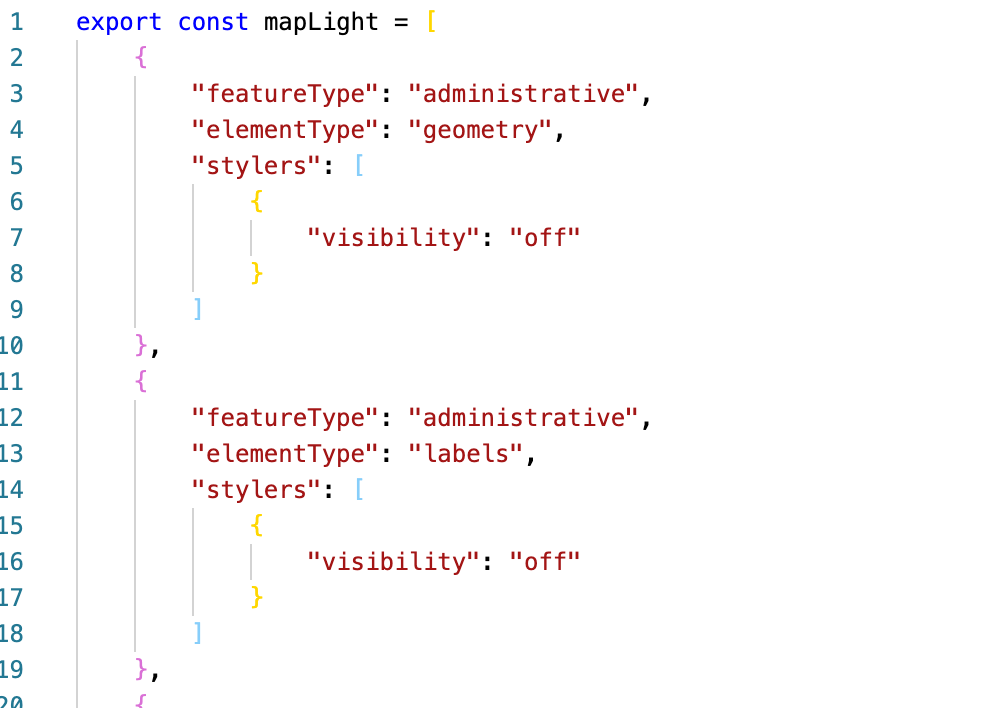 1 export const mapLight = [
2 {
3 "featureType": "administrative",
4 "elementType": "geometry",
5 "stylers": [
6 {
7 "visibility": "off"
8 }
9 ]
10 },
11 {
12 "featureType": "administrative",
13 "elementType": "labels",
14 "stylers": [
15 {
16 "visibility": "off"
17 }
18 ]
19 },
20 {